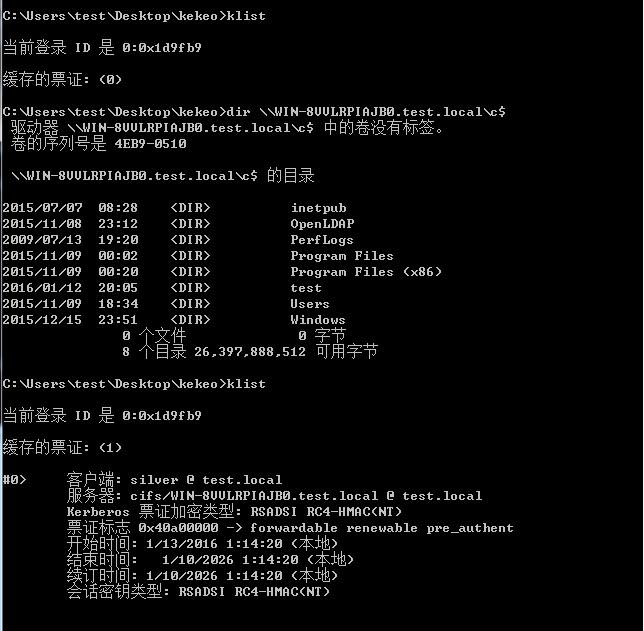 C:\Users\test\Desktop\kekeo>klist
当前登录 ID 是 0:0x1d9fb9
缓存的票证: (0)
C:\Users\test\Desktop\kekeo>dir \\WIN-8VVLRPIAJB0.test.local\c$
驱动器 \\WIN-8VVLRPIAJB0.test.local\c$ 中的卷没有标签。
卷的序列号是 4EB9-0510
\\WIN-8VVLRPIAJB0.test.local\c$ 的目录
2015/07/07  08:28    <DIR>          inetpub
2015/11/08  23:12    <DIR>          OpenLDAP
2009/07/13  19:20    <DIR>          PerfLogs
2015/11/09  00:02    <DIR>          Program Files
2015/11/09  00:20    <DIR>          Program Files (x86)
2016/01/12  20:05    <DIR>          test
2015/11/09  18:34    <DIR>          Users
2015/12/15  23:51    <DIR>          Windows
0 个文件              0 字节
8 个目录 26,397,888,512 可用字节
C:\Users\test\Desktop\kekeo>klist
当前登录 ID 是 0:0x1d9fb9
缓存的票证: (1)
#0>     客户端: silver @ test.local
服务器: cifs/WIN-8VVLRPIAJB0.test.local @ test.local
Kerberos 票证加密类型: RSADSI RC4-HMAC(NT)
票证标志 0x40a00000 -> forwardable renewable pre_authent
开始时间: 1/13/2016 1:14:20 (本地)
结束时间:   1/10/2026 1:14:20 (本地)
续订时间: 1/10/2026 1:14:20 (本地)
会话密钥类型: RSADSI RC4-HMAC(NT)